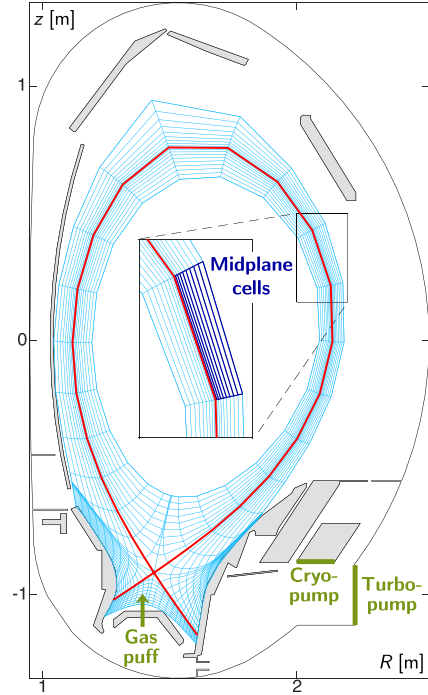 z [m]
1
Midplane
cells
0
-1
Cryo-
pump
Turbo-
pump
Gas
puff
1
2
R [m]